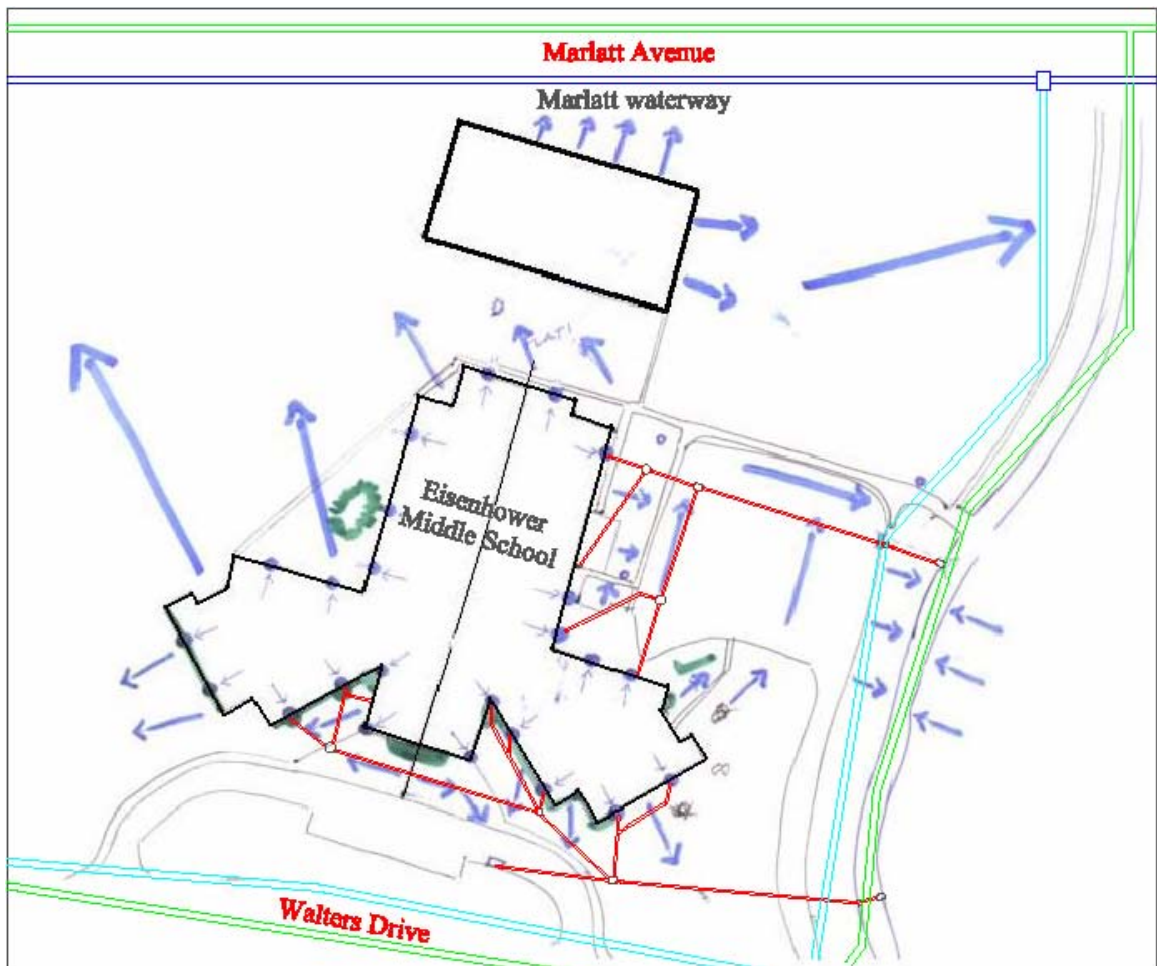 Marlatt Avenue
Marlatt waterway
Eisenhower
Middle School
Walters Drive